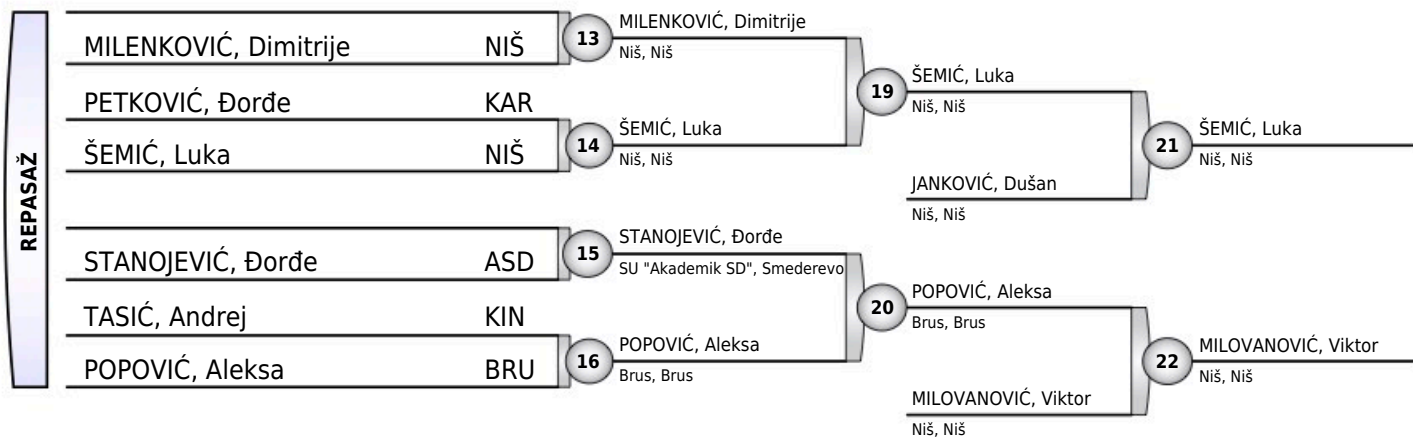 REPASAŽ
MILENKOVIĆ, Dimitrije NIŠ
PETKOVIĆ, Đorđe KAR
ŠEMIĆ, Luka NIŠ
STANOJEVIĆ, Đorđe ASD
TASIĆ, Andrej KIN
POPOVIĆ, Aleksa BRU
13
MILENKOVIĆ, Dimitrije
Niš, Niš
14
ŠEMIĆ, Luka
Niš, Niš
15
STANOJEVIĆ, Đorđe
SU "Akademik SD", Smederevo
16
POPOVIĆ, Aleksa
Brus, Brus
19
ŠEMIĆ, Luka
Niš, Niš
JANKOVIĆ, Dušan
Niš, Niš
20
POPOVIĆ, Aleksa
Brus, Brus
MILOVANOVIĆ, Viktor
Niš, Niš
21
ŠEMIĆ, Luka
Niš, Niš
22
MILOVANOVIĆ, Viktor
Niš, Niš